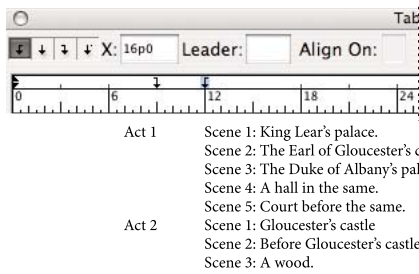 Tab
X: 16p0 Leader: Align On:
0 6 12 18 24
Act 1 Scene 1: King Lear's palace.
Scene 2: The Earl of Gloucester's
Scene 3: The Duke of Albany's
Scene 4: A hall in the same.
Scene 5: Court before the same.
Act 2 Scene 1: Gloucester's castle
Scene 2: Before Gloucester's castle
Scene 3: A wood.